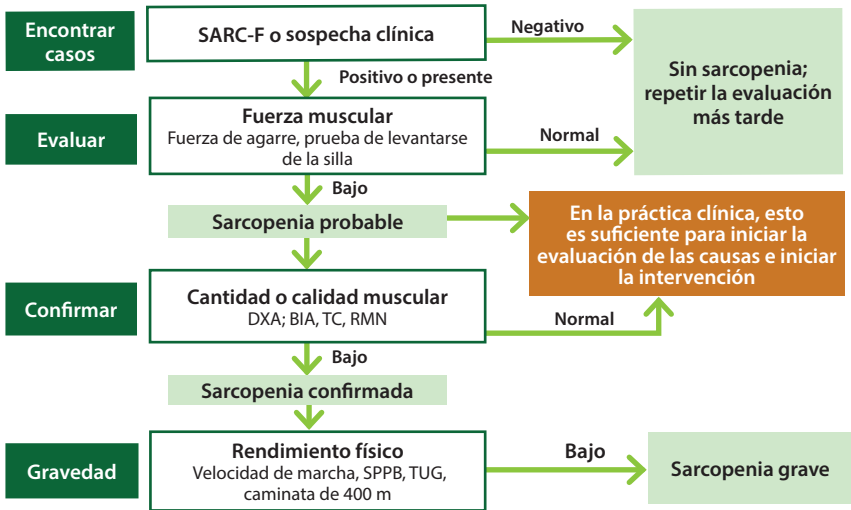 Encontrar
casos
SARC-F o sospecha clínica
Negativo
Sin sarcopenia;
repetir la evaluación
más tarde
Positivo o presente
Evaluar
Fuerza muscular
Fuerza de agarre, prueba de levantarse
de la silla
Normal
Bajo
Sarcopenia probable
En la práctica clínica, esto
es suficiente para iniciar la
evaluación de las causas e iniciar
la intervención
Confirmar
Cantidad o calidad muscular
DXA; BIA, TC, RMN
Normal
Bajo
Sarcopenia confirmada
Gravedad
Rendimiento físico
Velocidad de marcha, SPPB, TUG,
caminata de 400 m
Bajo
Sarcopenia grave